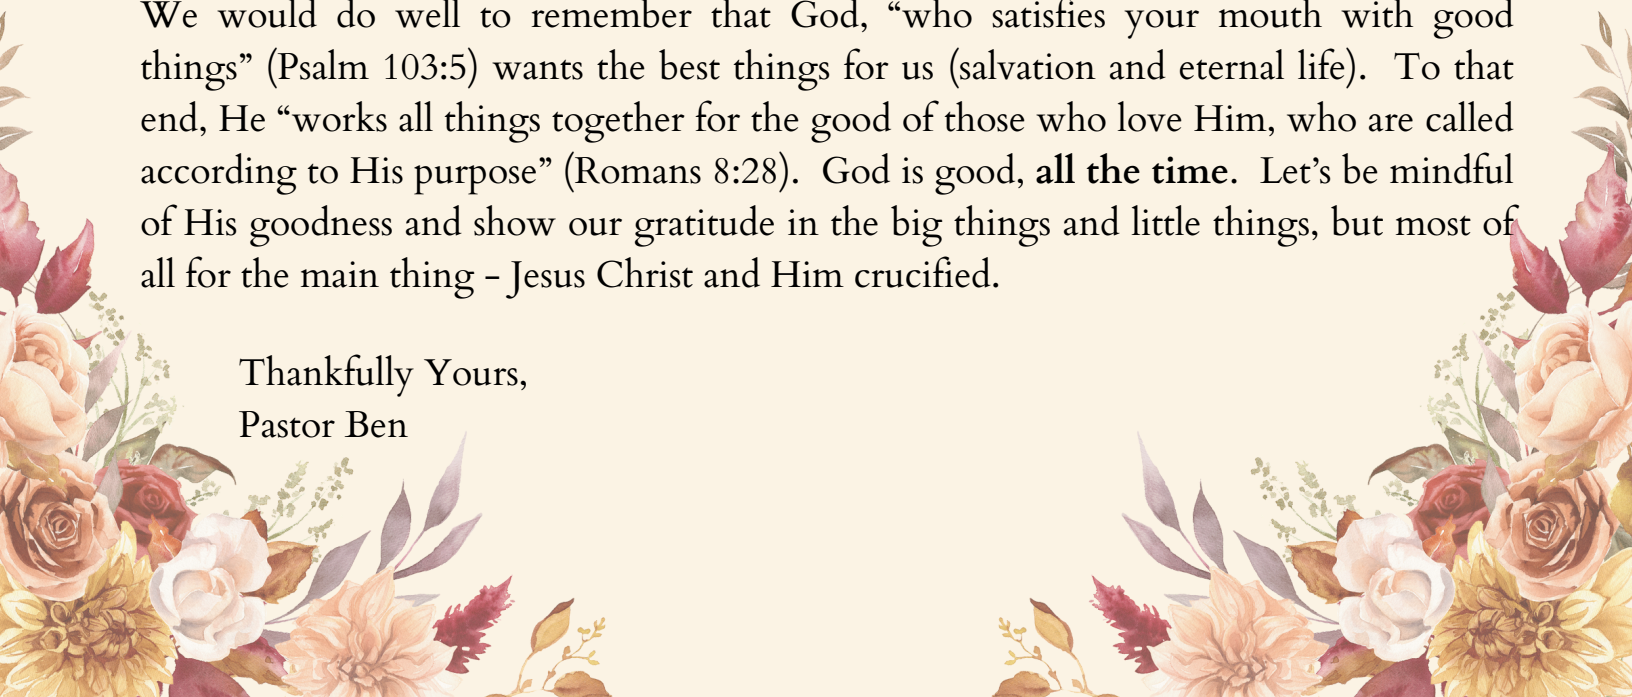 We would do well to remember that God, “who satisfies your mouth with good
things” (Psalm 103:5) wants the best things for us (salvation and eternal life).  To that
end, He “works all things together for the good of those who love Him, who are called
according to His purpose” (Romans 8:28).  God is good, all the time.  Let’s be mindful
of His goodness and show our gratitude in the big things and little things, but most of
all for the main thing - Jesus Christ and Him crucified.
Thankfully Yours,
Pastor Ben